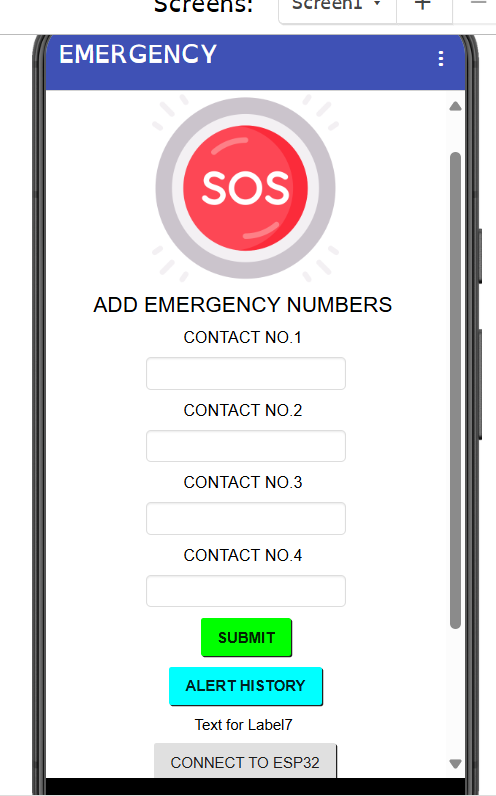 Screens:
Screen1
EMERGENCY
SOS
ADD EMERGENCY NUMBERS
CONTACT NO.1
CONTACT NO.2
CONTACT NO.3
CONTACT NO.4
SUBMIT
ALERT HISTORY
Text for Label7
CONNECT TO ESP32